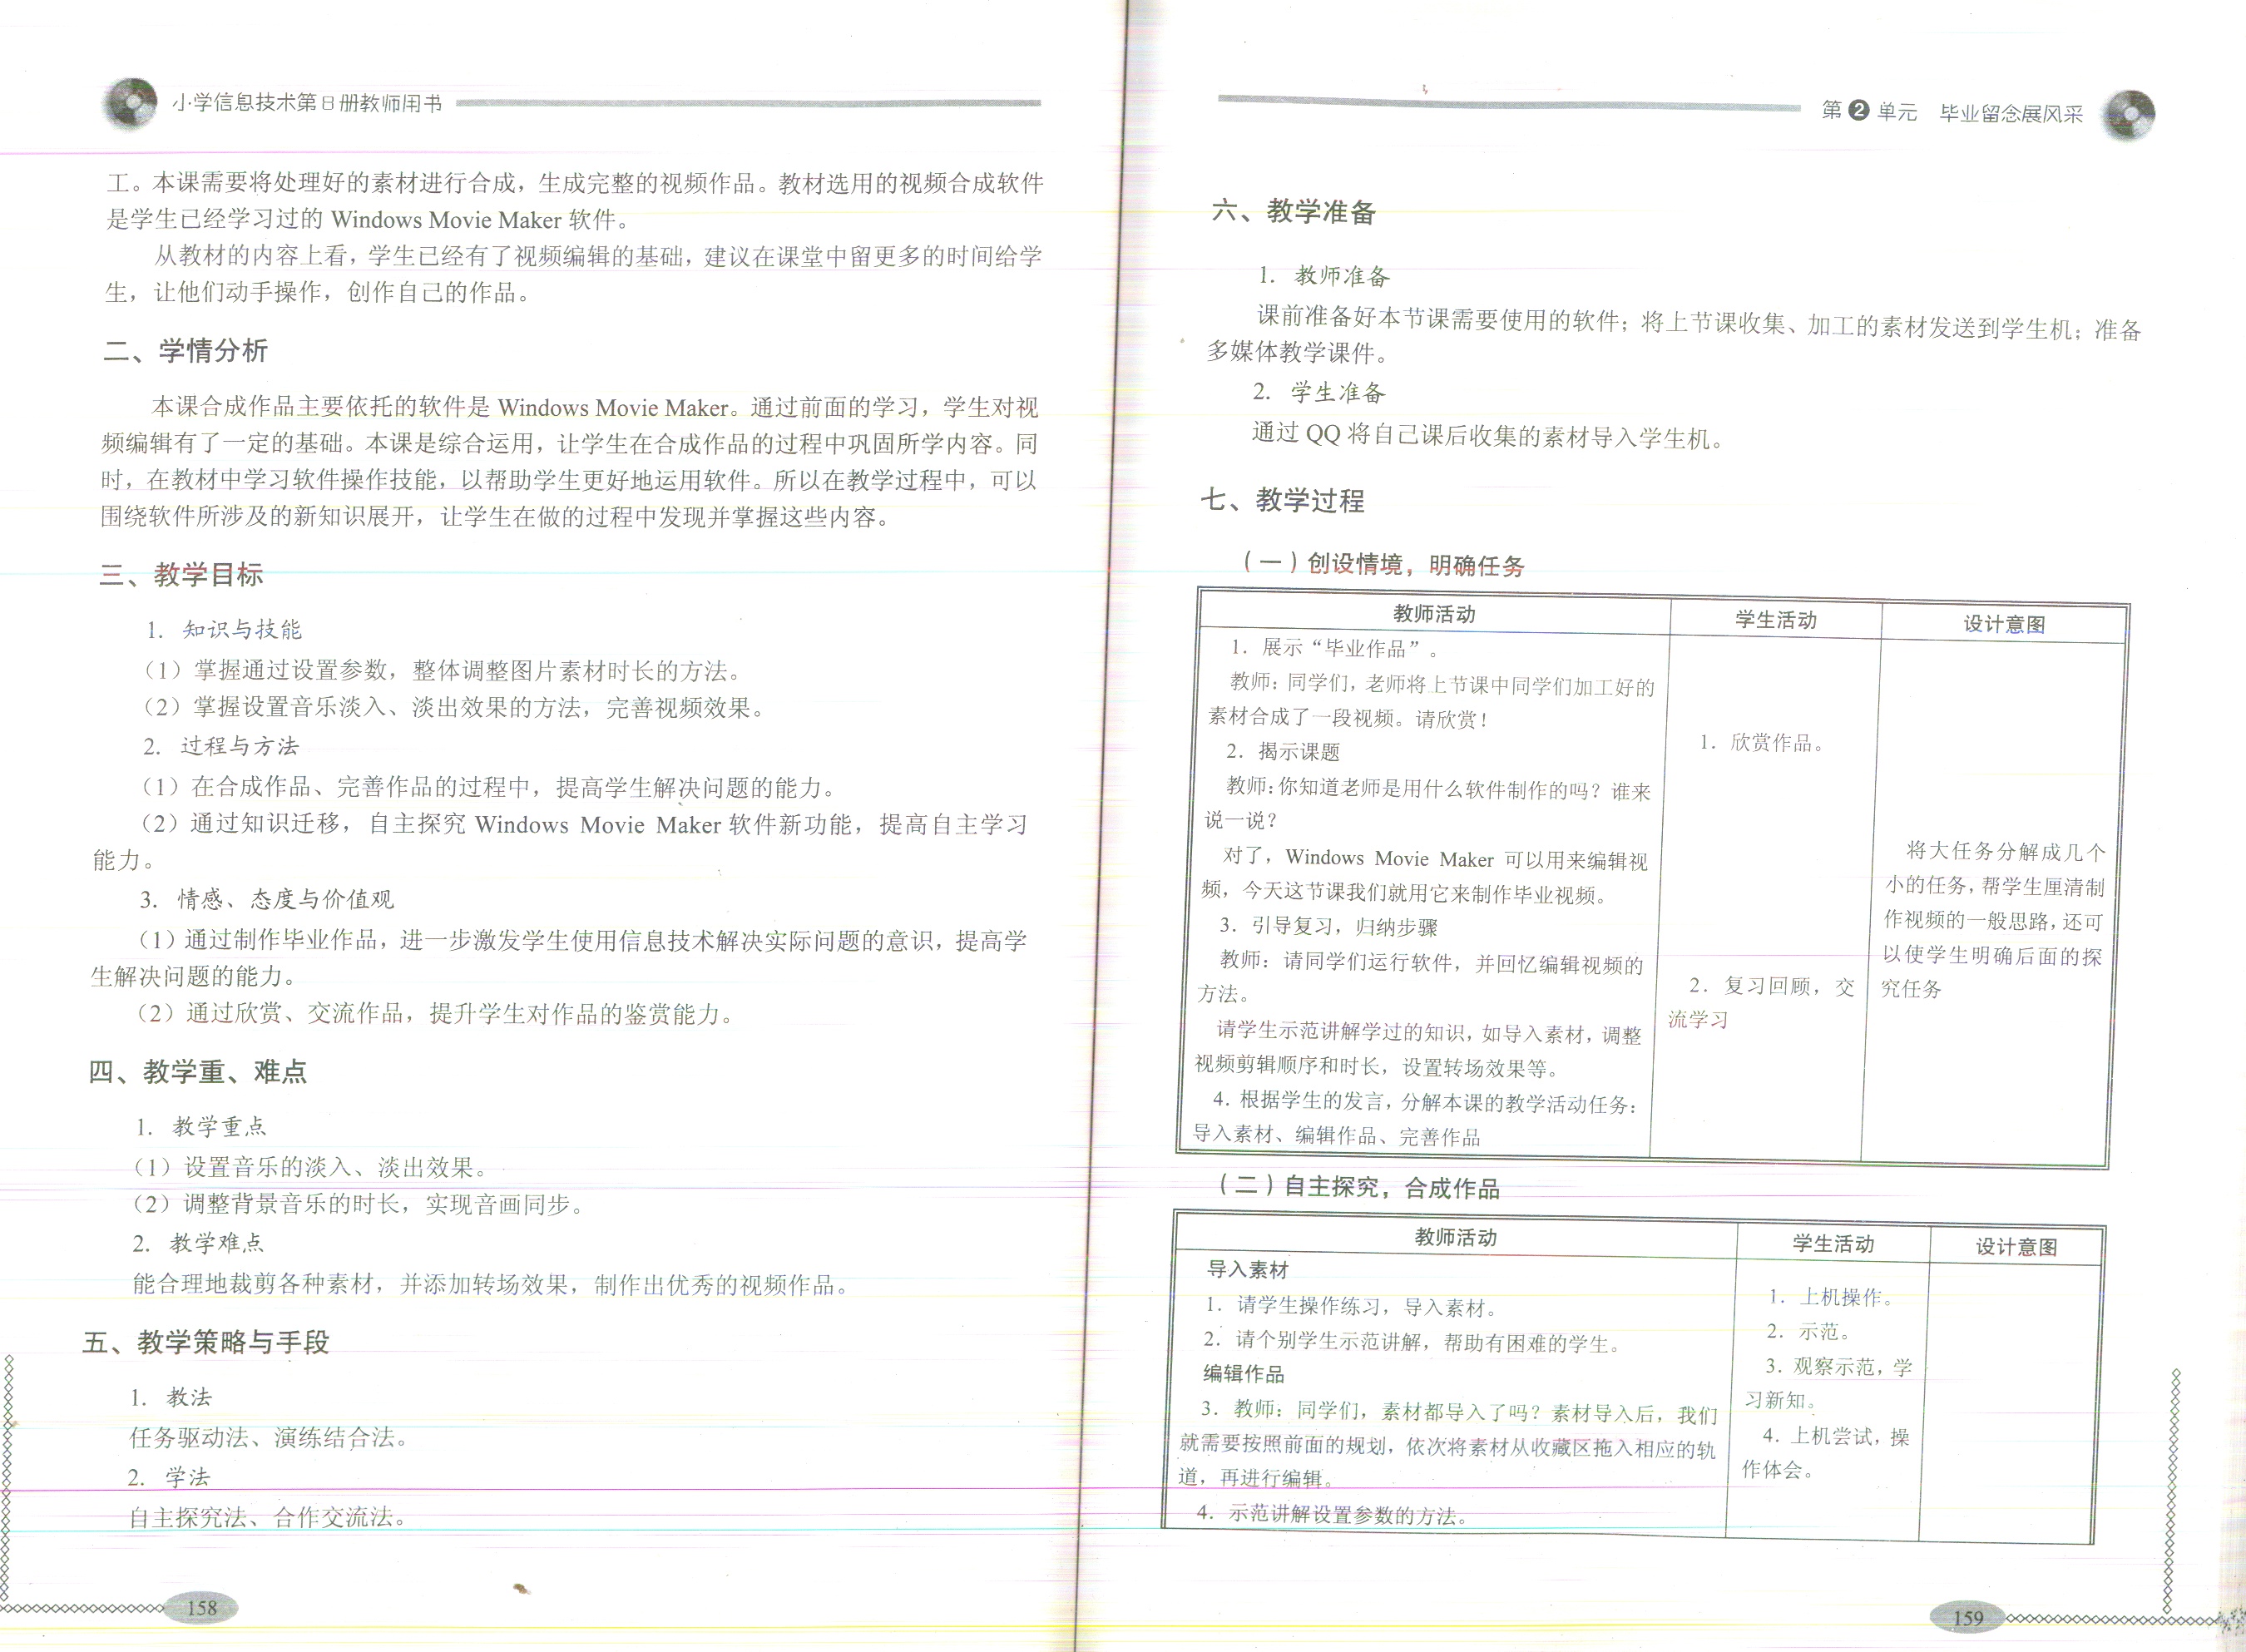 小学信息技术第8册教师用书
工。本课需要将处理好的素材进行合成，生成完整的视频作品。教材选用的视频合成软件
是学生已经学习过的 Windows Movie Maker 软件。
从教材的内容上看，学生已经有了视频编辑的基础，建议在课堂中留更多的时间给学
生，让他们动手操作，创作自己的作品。
二、学情分析
本课合成作品主要依托的软件是 Windows Movie Maker。通过前面的学习，学生对视
频编辑有了一定的基础。本课是综合运用，让学生在合成作品的过程中巩固所学内容。同
时，在教材中学习软件操作技能，以帮助学生更好地运用软件。所以在教学过程中，可以
围绕软件所涉及的新知识展开，让学生在做的过程中发现并掌握这些内容。
三、教学目标
1. 知识与技能
（1）掌握通过设置参数，整体调整图片素材时长的方法。
（2）掌握设置音乐淡入、淡出效果的方法，完善视频效果。
2. 过程与方法
（1）在合成作品、完善作品的过程中，提高学生解决问题的能力。
（2）通过知识迁移，自主探究 Windows Movie Maker 软件新功能，提高自主学习
能力。
3. 情感、态度与价值观
（1）通过制作毕业作品，进一步激发学生使用信息技术解决实际问题的意识，提高学
生解决问题的能力。
（2）通过欣赏、交流作品，提升学生对作品的鉴赏能力。
四、教学重、难点
1. 教学重点
（1）设置音乐的淡入、淡出效果。
（2）调整背景音乐的时长，实现音画同步。
2. 教学难点
能合理地裁剪各种素材，并添加转场效果，制作出优秀的视频作品。
五、教学策略与手段
1. 教法
任务驱动法、演练结合法。
2. 学法
自主探究法、合作交流法。
158
第2单元 毕业留念展风采
六、教学准备
1. 教师准备
课前准备好本节课需要使用的软件；将上节课收集、加工的素材发送到学生机；准备
多媒体教学课件。
2. 学生准备
通过 QQ 将自己课后收集的素材导入学生机。
七、教学过程
（一）创设情境，明确任务
教师活动
学生活动
设计意图
1. 展示“毕业作品”。
教师：同学们，老师将上节课中同学们加工好的
素材合成了一段视频。请欣赏！
2. 揭示课题
教师：你知道老师是用什么软件制作的吗？谁来
说一说？
对了，Windows Movie Maker 可以用来编辑视
频，今天这节课我们就用它来制作毕业视频。
3. 引导复习，归纳步骤
教师：请同学们运行软件，并回忆编辑视频的
方法。
请学生示范讲解学过的知识，如导入素材，调整
视频剪辑顺序和时长，设置转场效果等。
4. 根据学生的发言，分解本课的教学活动任务：
导入素材、编辑作品、完善作品
1. 欣赏作品。
2. 复习回顾，交
流学习
将大任务分解成几个
小的任务，帮学生厘清制
作视频的一般思路，还可
以使学生明确后面的探
究任务
（二）自主探究，合成作品
教师活动
学生活动
设计意图
导入素材
1. 请学生操作练习，导入素材。
2. 请个别学生示范讲解，帮助有困难的学生。
编辑作品
3. 教师：同学们，素材都导入了吗？素材导入后，我们
就需要按照前面的规划，依次将素材从收藏区拖入相应的轨
道，再进行编辑。
4. 示范讲解设置参数的方法。
1. 上机操作。
2. 示范。
3. 观察示范，学
习新知。
4. 上机尝试，操
作体会。
159